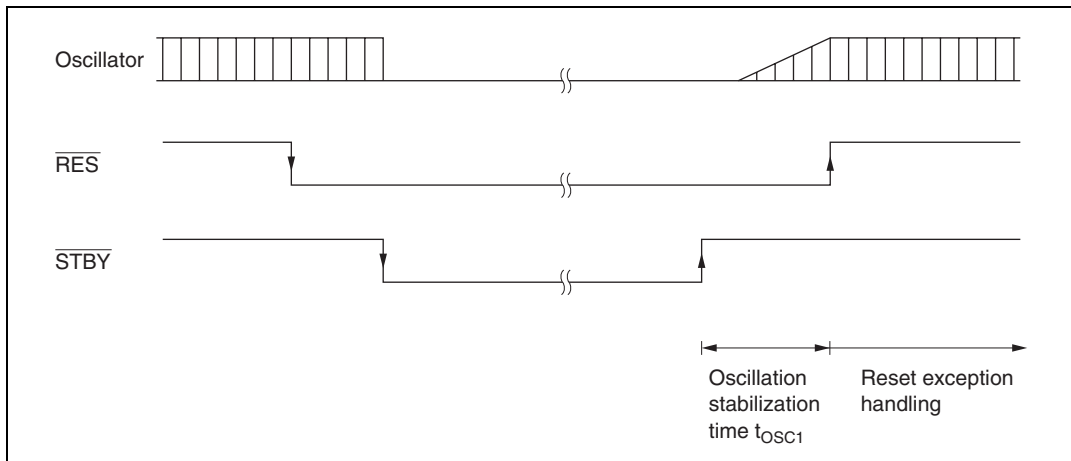 Oscillator
RES
STBY
Oscillation
stabilization
time tOSC1
Reset exception
handling